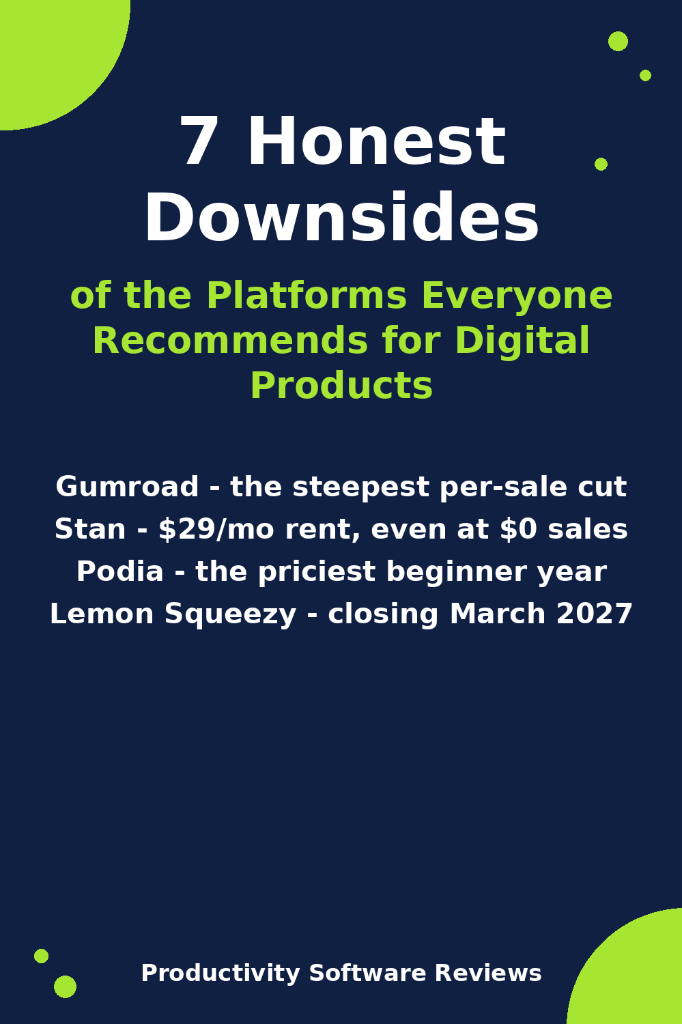 7 Honest
Downsides
of the Platforms Everyone
Recommends for Digital
Products
Gumroad - the steepest per-sale cut
Stan - $29/mo rent, even at $0 sales
Podia - the priciest beginner year
Lemon Squeezy - closing March 2027
Productivity Software Reviews